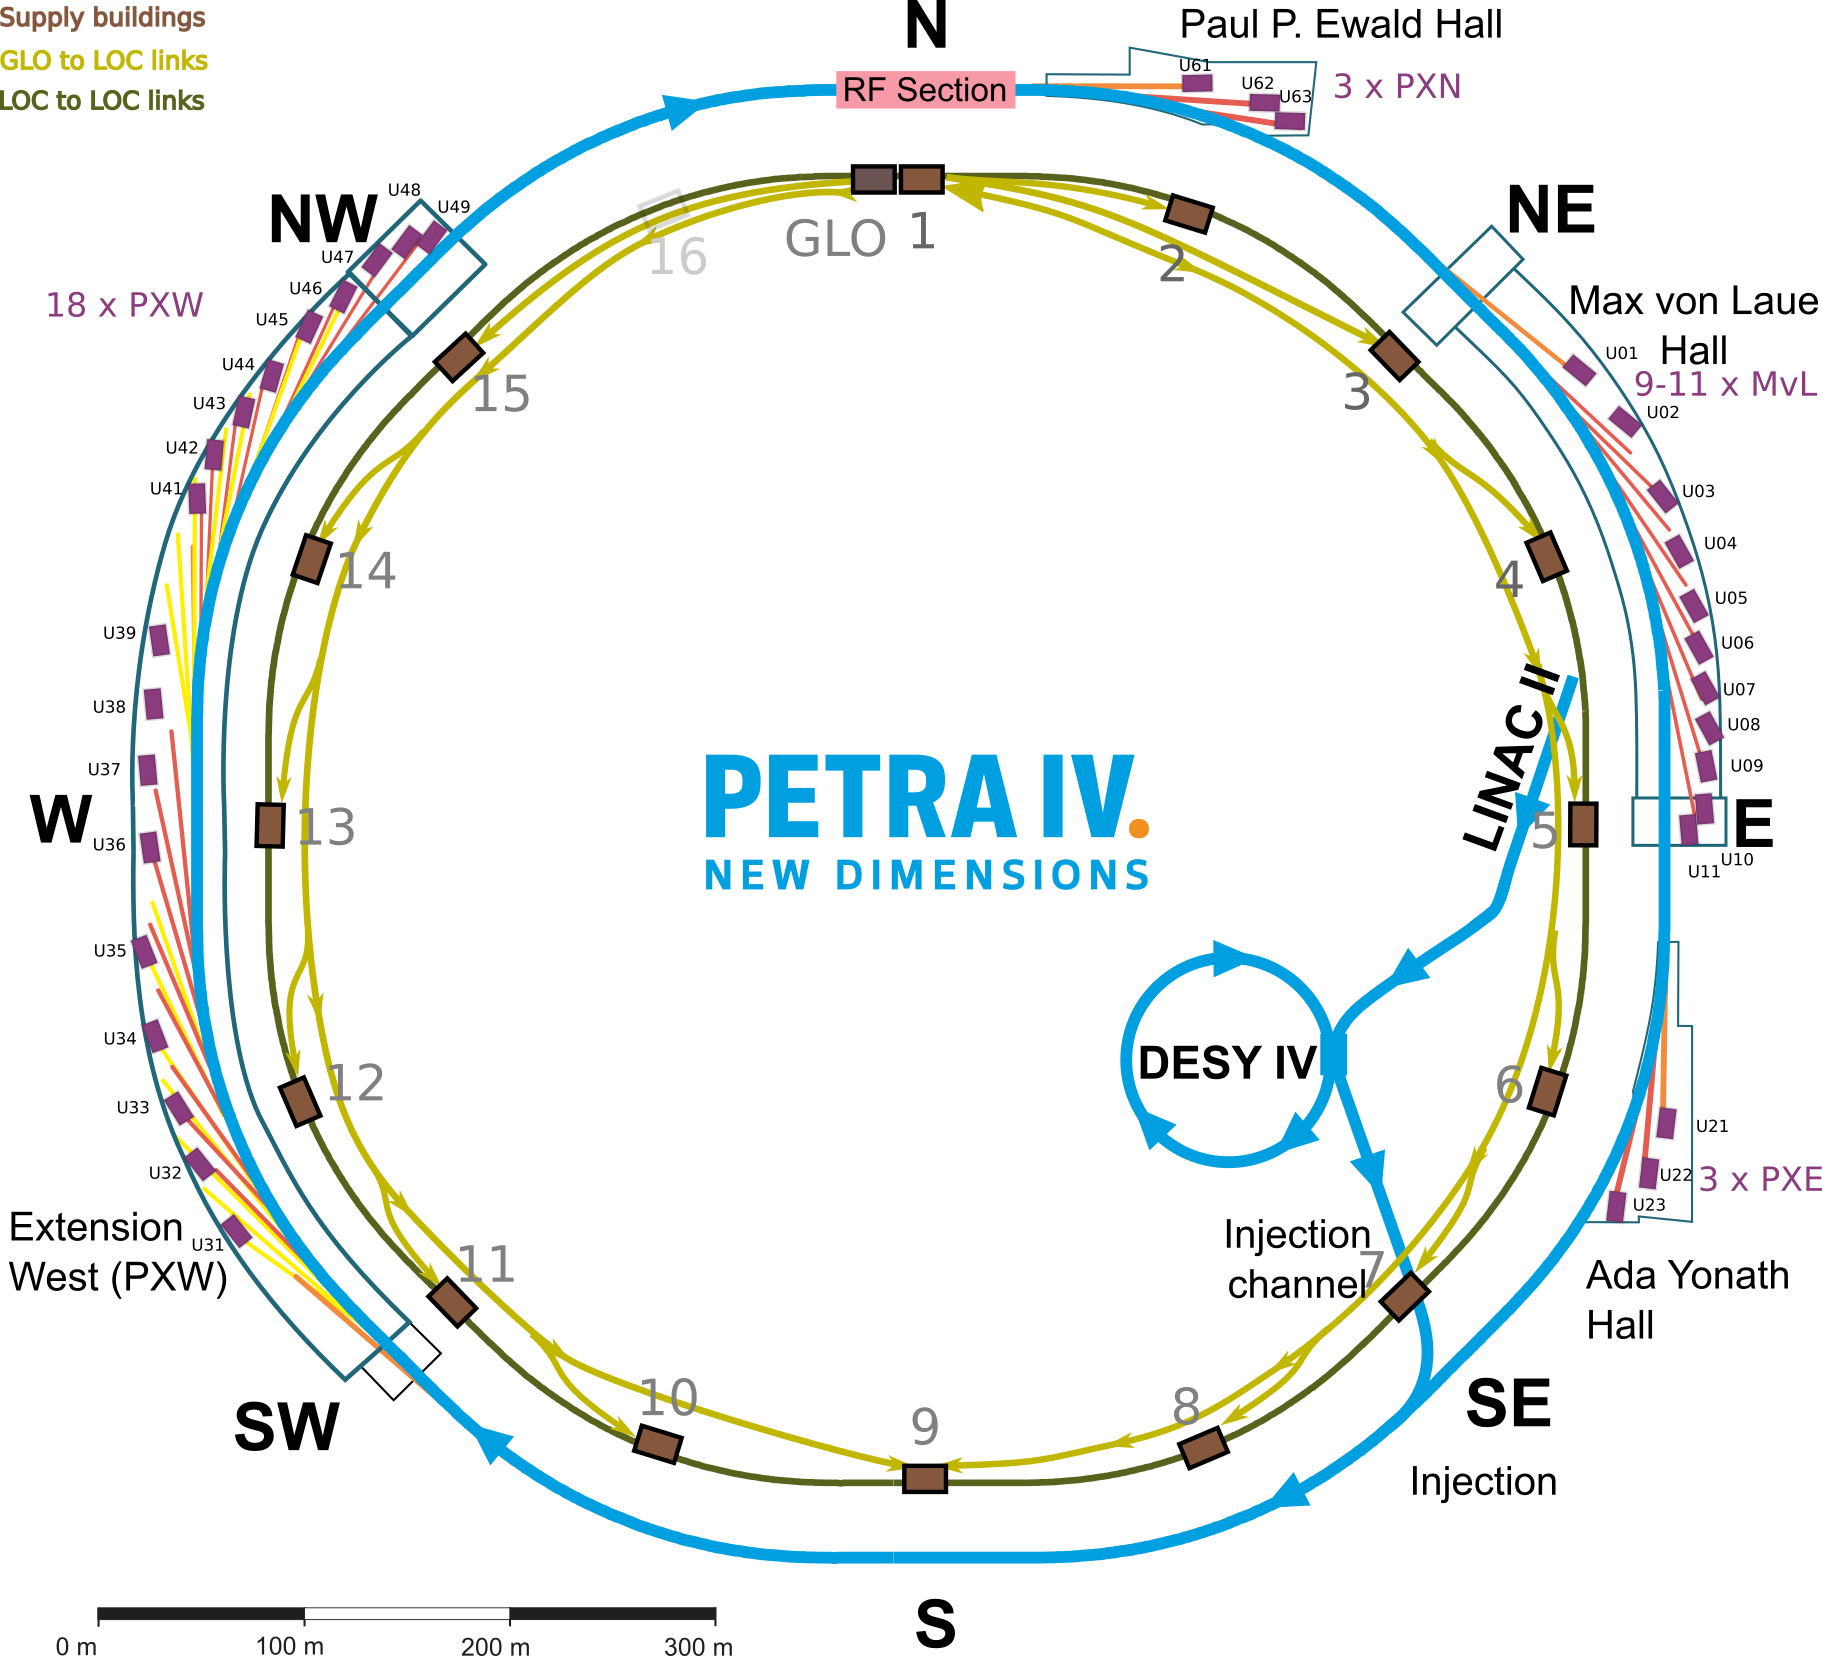 Supply buildings
GLO to LOC links
LOC to LOC links
N
RF Section
Paul P. Ewald Hall
U61
U62
U63
3 x PXN
NW
U48
U49
U47
U46
U45
U44
U43
U42
U41
18 x PXW
NE
Max von Laue
Hall
9-11 x MvL
U01
U02
U03
U04
U05
U06
U07
U08
U09
U10
U11
GLO
1
2
3
4
5
6
7
8
9
10
11
12
13
14
15
16
W
E
U39
U38
U37
U36
U35
U34
U33
U32
U31
LINAC II
PETRA IV.
NEW DIMENSIONS
DESY IV
Injection
channel
U21
U22
U23
3 x PXE
Ada Yonath
Hall
Extension
West (PXW)
SW
SE
Injection
S
0 m
100 m
200 m
300 m